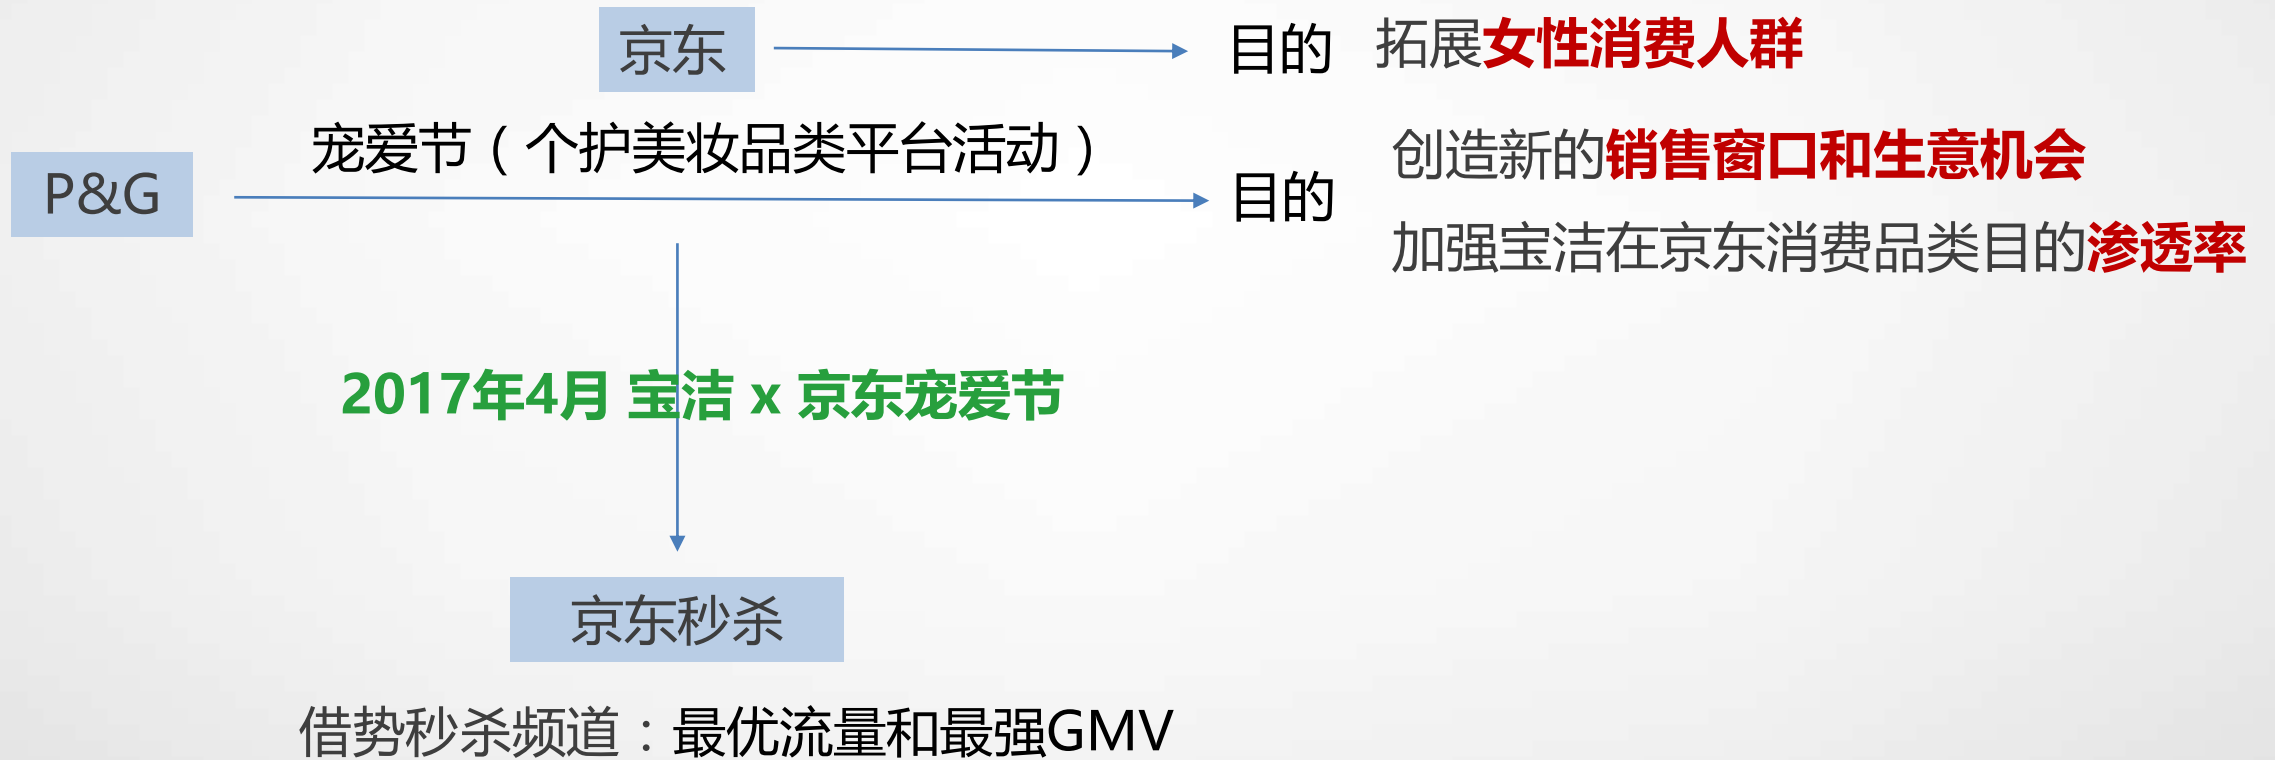 京东
目的
拓展女性消费人群
宠爱节（个护美妆品类平台活动）
P&G
目的
创造新的销售窗口和生意机会
加强宝洁在京东消费品类目的渗透率
2017年4月 宝洁 x 京东宠爱节
京东秒杀
借势秒杀频道：最优流量和最强GMV